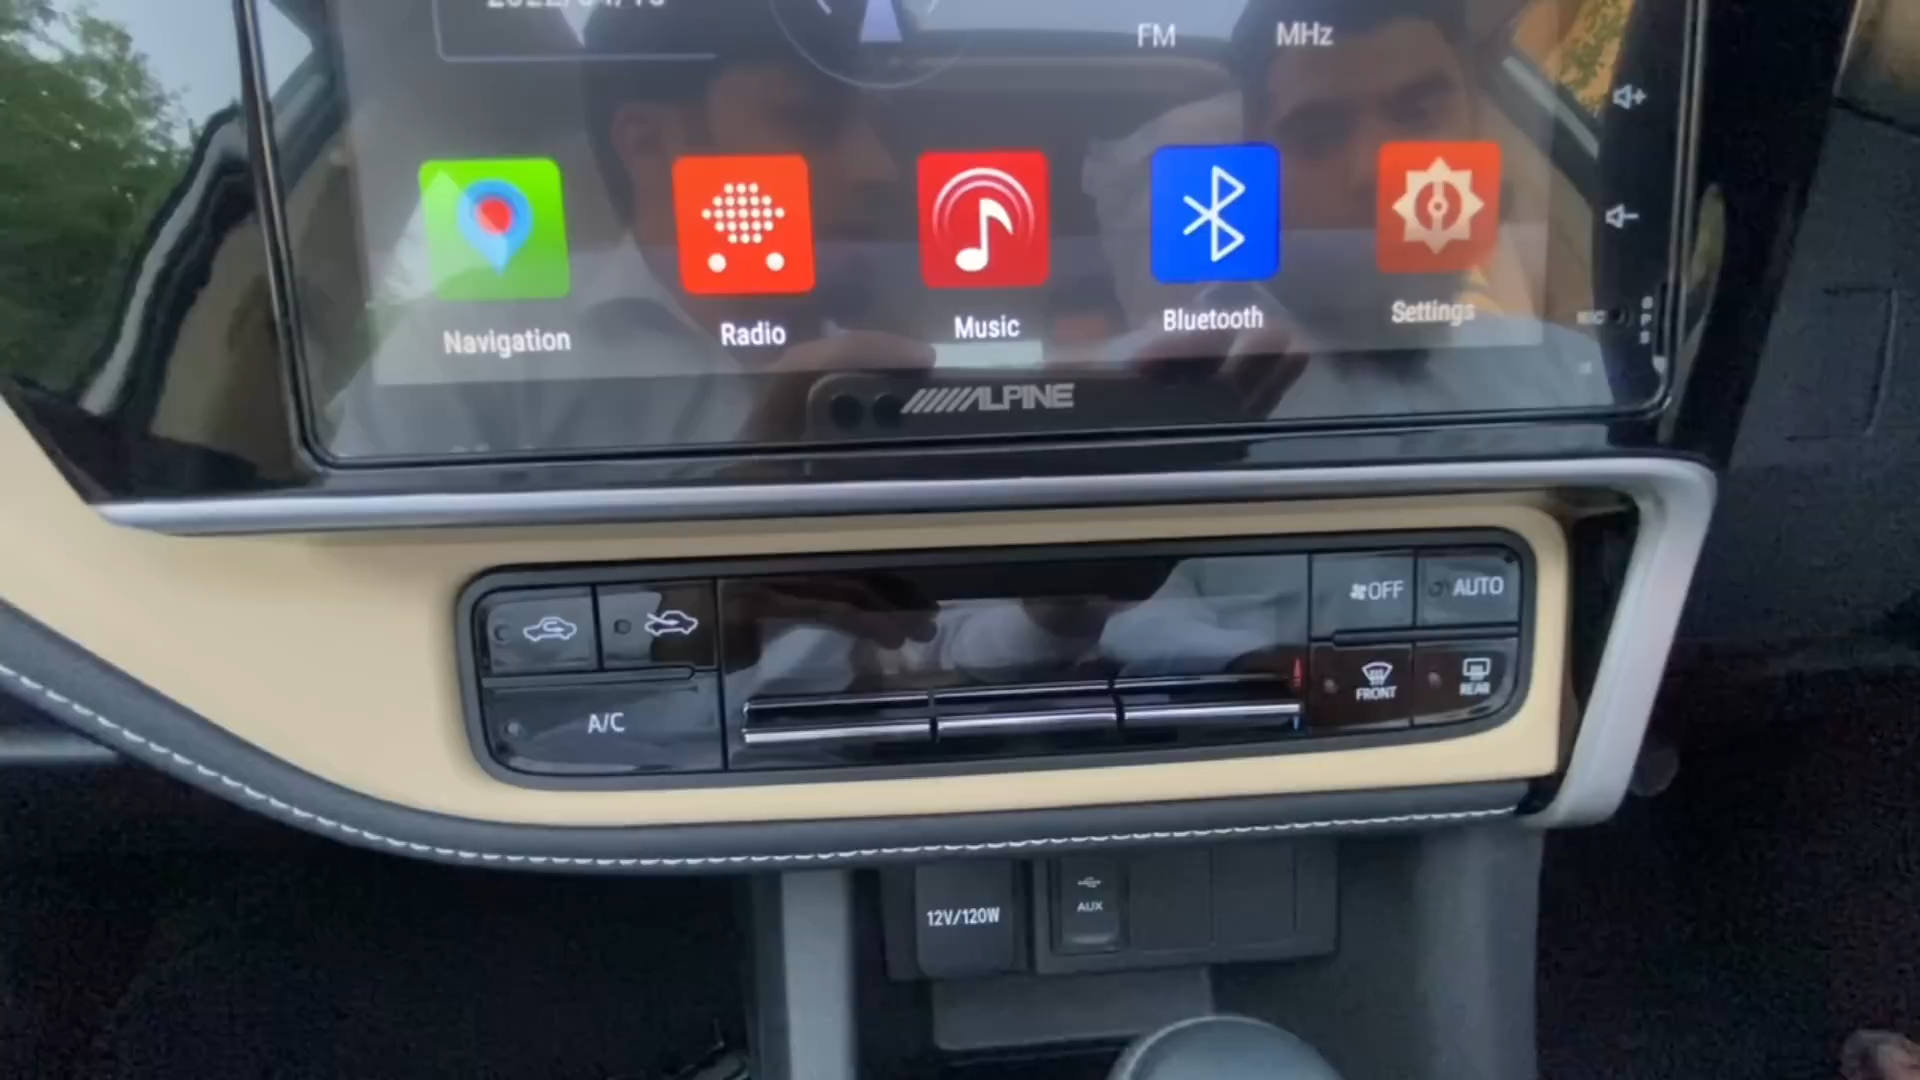 FM MHz
Navigation
Radio
Music
Bluetooth
Settings
ALPINE
OFF
AUTO
FRONT
REAR
A/C
12V/120W
AUX